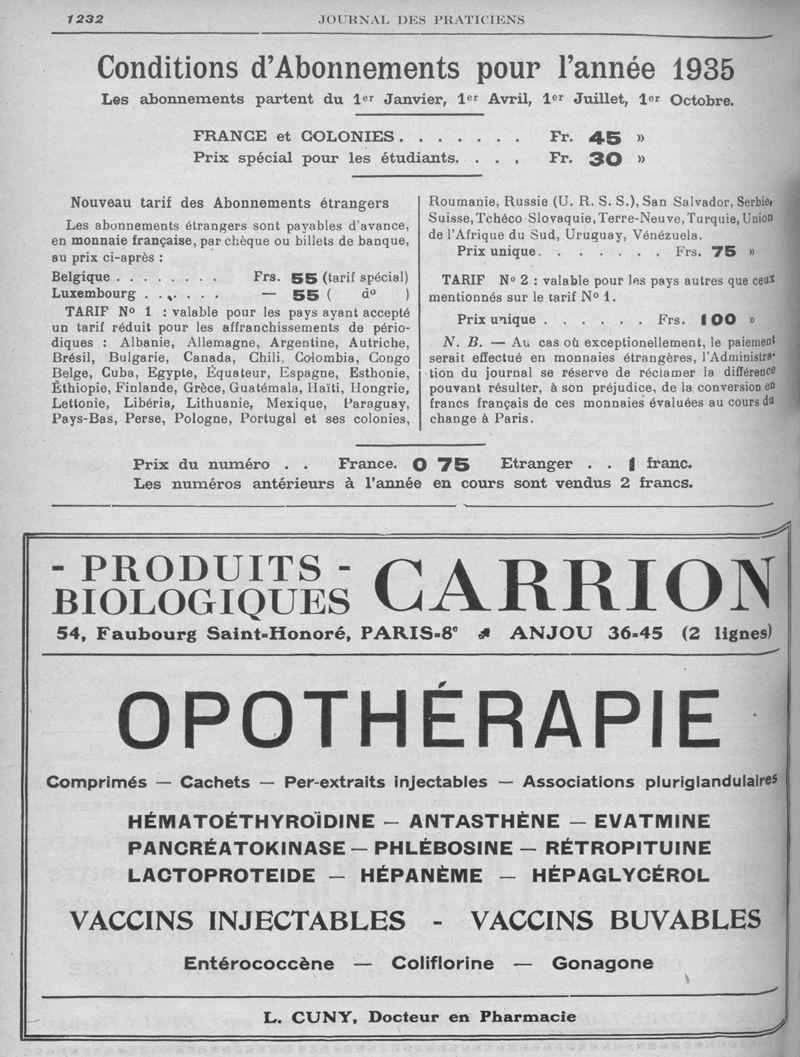 1232
JOURNAL DES PRATICIENS
Conditions d'Abonnements pour l'année 1935
Les abonnements partent du 1er Janvier, 1er Avril, 1er Juillet, 1er Octobre.
FRANCE et COLONIES . . . . . . . Fr. 45 »
Prix spécial pour les étudiants. . . . Fr. 30 »
Nouveau tarif des Abonnements étrangers
Les abonnements étrangers sont payables d'avance,
en monnaie française, par chèque ou billets de banque,
au prix ci-après :
Belgique . . . . . . . . Frs. 55 (tarif spécial)
Luxembourg . . . . . . — 55 ( do )
TARIF No 1 : valable pour les pays ayant accepté
un tarif réduit pour les affranchissements de pério-
diques : Albanie, Allemagne, Argentine, Autriche,
Brésil, Bulgarie, Canada, Chili, Colombia, Congo
Belge, Cuba, Egypte, Équateur, Espagne, Esthonie,
Éthiopie, Finlande, Grèce, Guatémala, Haïti, Hongrie,
Lettonie, Libéria, Lithuanie, Mexique, Paraguay,
Pays-Bas, Perse, Pologne, Portugal et ses colonies,
Roumanie, Russie (U. R. S. S.), San Salvador, Serbie,
Suisse, Tchéco Slovaquie, Terre-Neuve, Turquie, Union
de l'Afrique du Sud, Uruguay, Vénézuela.
Prix unique. . . . . . . Frs. 75 »
TARIF No 2 : valable pour les pays autres que ceux
mentionnés sur le tarif No 1.
Prix unique . . . . . . Frs. 100 »
N. B. — Au cas où exceptionellement, le paiement
serait effectué en monnaies étrangères, l'Administra-
tion du journal se réserve de réclamer la différence
pouvant résulter, à son préjudice, de la conversion en
francs français de ces monnaies évaluées au cours du
change à Paris.
Prix du numéro . . France. 0 75 Etranger . . 1 franc.
Les numéros antérieurs à l'année en cours sont vendus 2 francs.
- PRODUITS -
BIOLOGIQUES
CARRION
54, Faubourg Saint-Honoré, PARIS-8e ANJOU 36-45 (2 lignes)
OPOTHÉRAPIE
Comprimés — Cachets — Per-extraits injectables — Associations pluriglandulaires
HÉMATOÉTHYROÏDINE — ANTASTHÈNE — EVATMINE
PANCRÉATOKINASE — PHLÉBOSINE — RÉTROPITUINE
LACTOPROTEIDE — HÉPANÈME — HÉPAGLYCÉROL
VACCINS INJECTABLES - VACCINS BUVABLES
Entérococcène — Coliflorine — Gonagone
L. CUNY, Docteur en Pharmacie